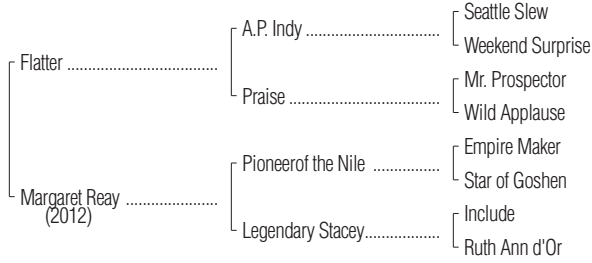 Seattle Slew
A.P. Indy
Weekend Surprise
Flatter
Mr. Prospector
Praise
Wild Applause
Empire Maker
Pioneerof the Nile
Star of Goshen
Margaret Reay
(2012)
Include
Legendary Stacey
Ruth Ann d'Or